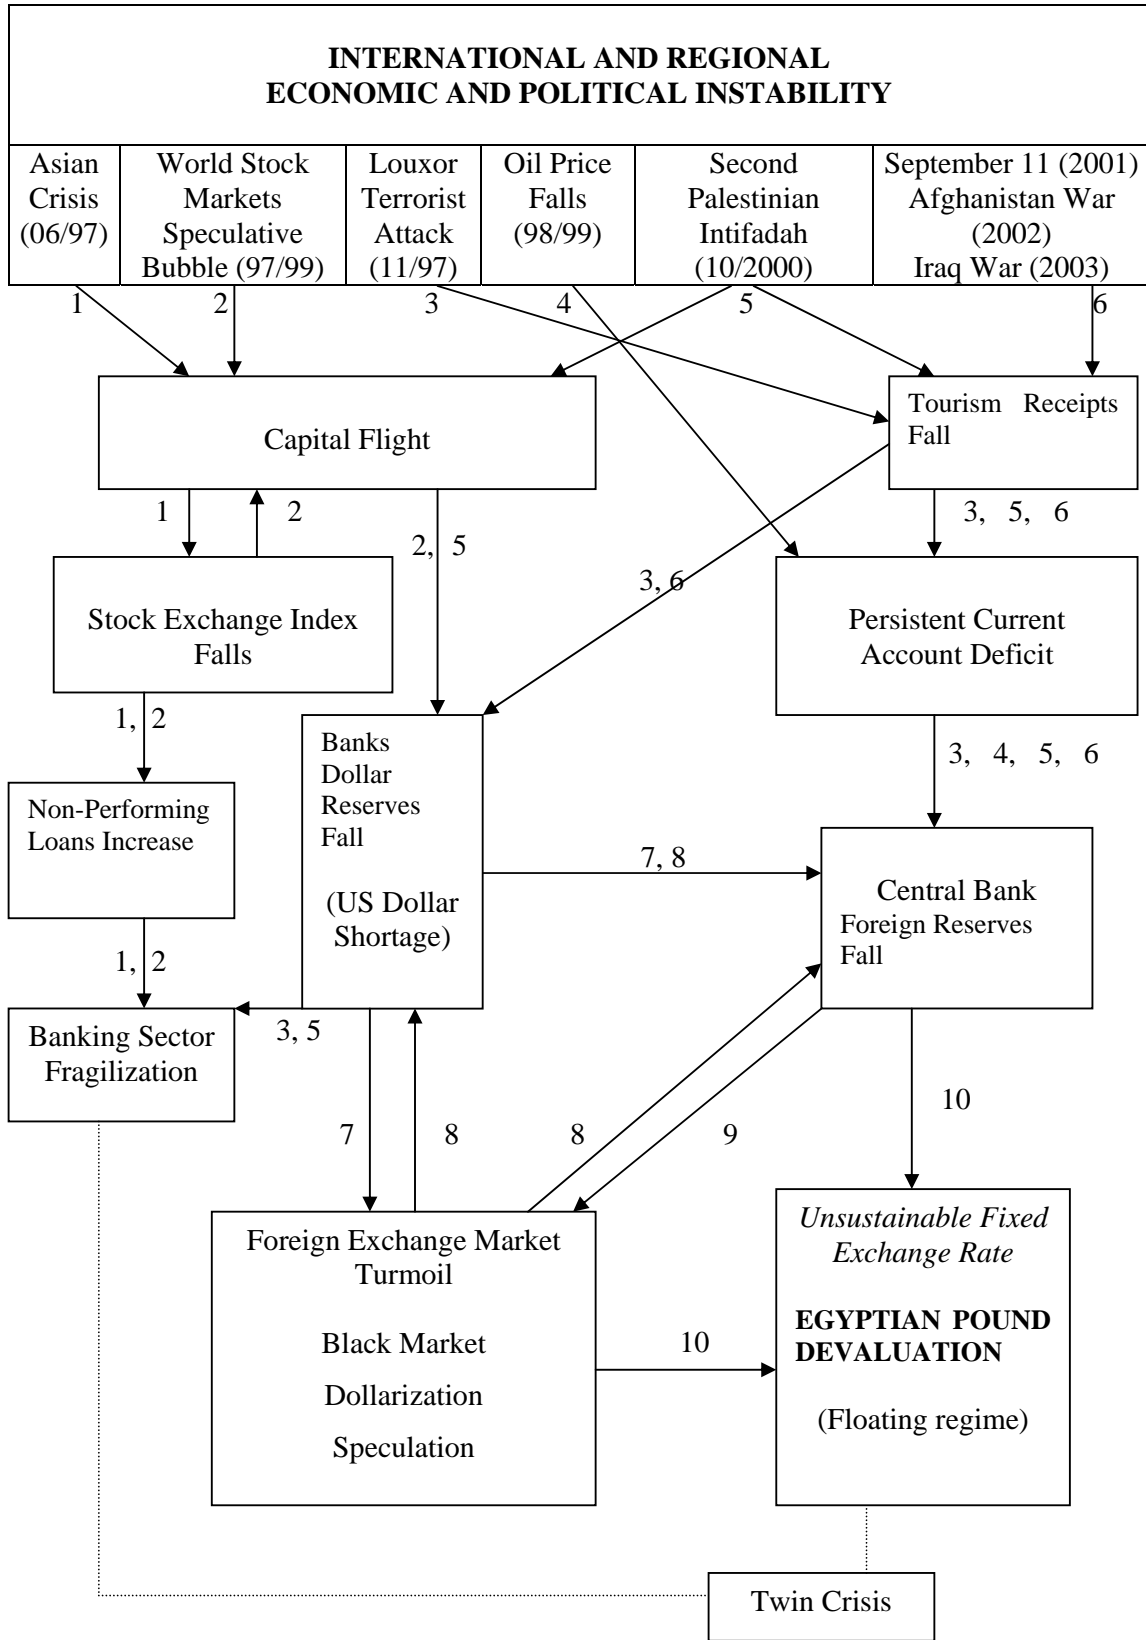 INTERNATIONAL AND REGIONAL
ECONOMIC AND POLITICAL INSTABILITY
Asian
Crisis
(06/97)
World Stock
Markets
Speculative
Bubble (97/99)
Louxor
Terrorist
Attack
(11/97)
Oil Price
Falls
(98/99)
Second
Palestinian
Intifadah
(10/2000)
September 11 (2001)
Afghanistan War
(2002)
Iraq War (2003)
1
2
3
4
5
6
Capital Flight
Tourism Receipts
Fall
1
2
2, 5
3, 5, 6
3, 6
Stock Exchange Index
Falls
Persistent Current
Account Deficit
1, 2
Banks
Dollar
Reserves
Fall
(US Dollar
Shortage)
3, 4, 5, 6
Non-Performing
Loans Increase
7, 8
Central Bank
Foreign Reserves
Fall
1, 2
Banking Sector
Fragilization
3, 5
7
8
8
9
10
Foreign Exchange Market
Turmoil
Black Market
Dollarization
Speculation
10
Unsustainable Fixed
Exchange Rate
EGYPTIAN POUND
DEVALUATION
(Floating regime)
Twin Crisis